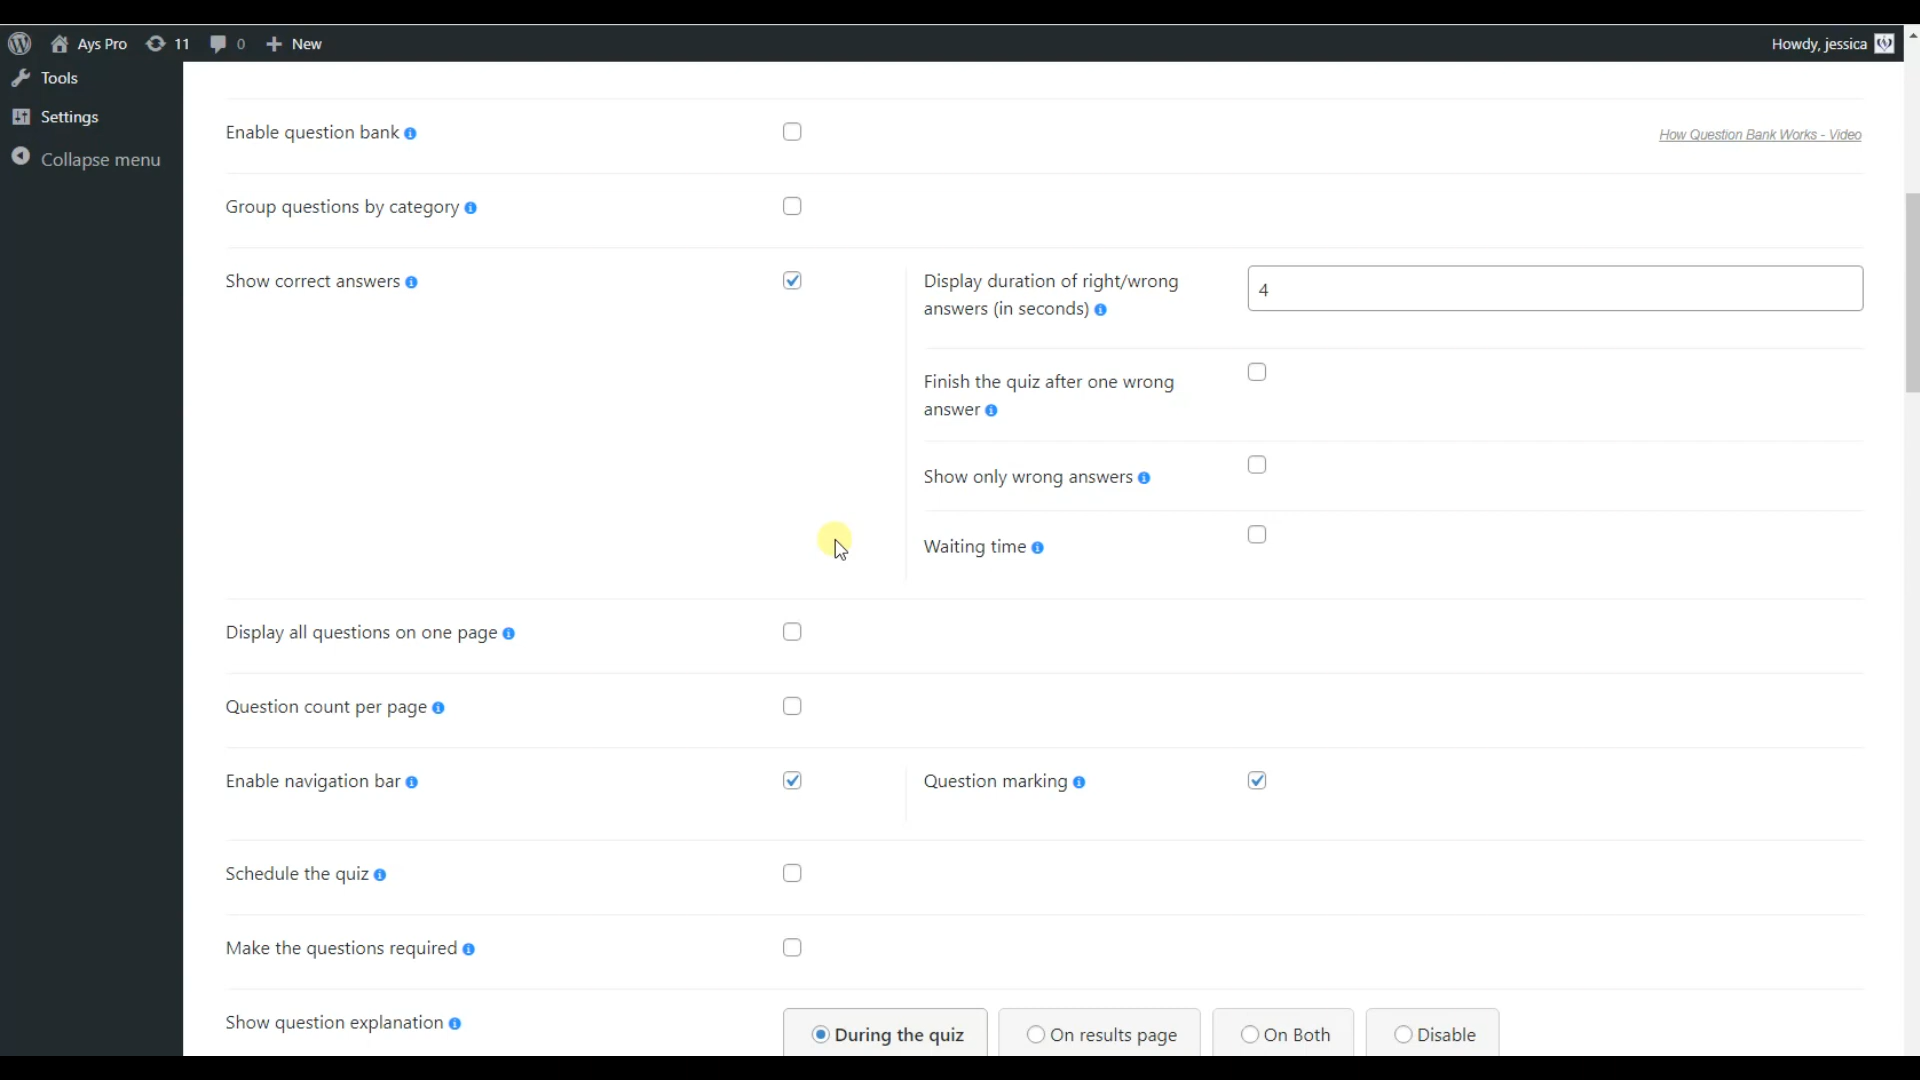 Ays Pro 11 0 New Howdy, jessica
Tools
Settings
Collapse menu
Enable question bank
How Question Bank Works - Video
Group questions by category
Show correct answers
Display duration of right/wrong
answers (in seconds)
4
Finish the quiz after one wrong
answer
Show only wrong answers
Waiting time
Display all questions on one page
Question count per page
Enable navigation bar
Question marking
Schedule the quiz
Make the questions required
Show question explanation
During the quiz On results page On Both Disable